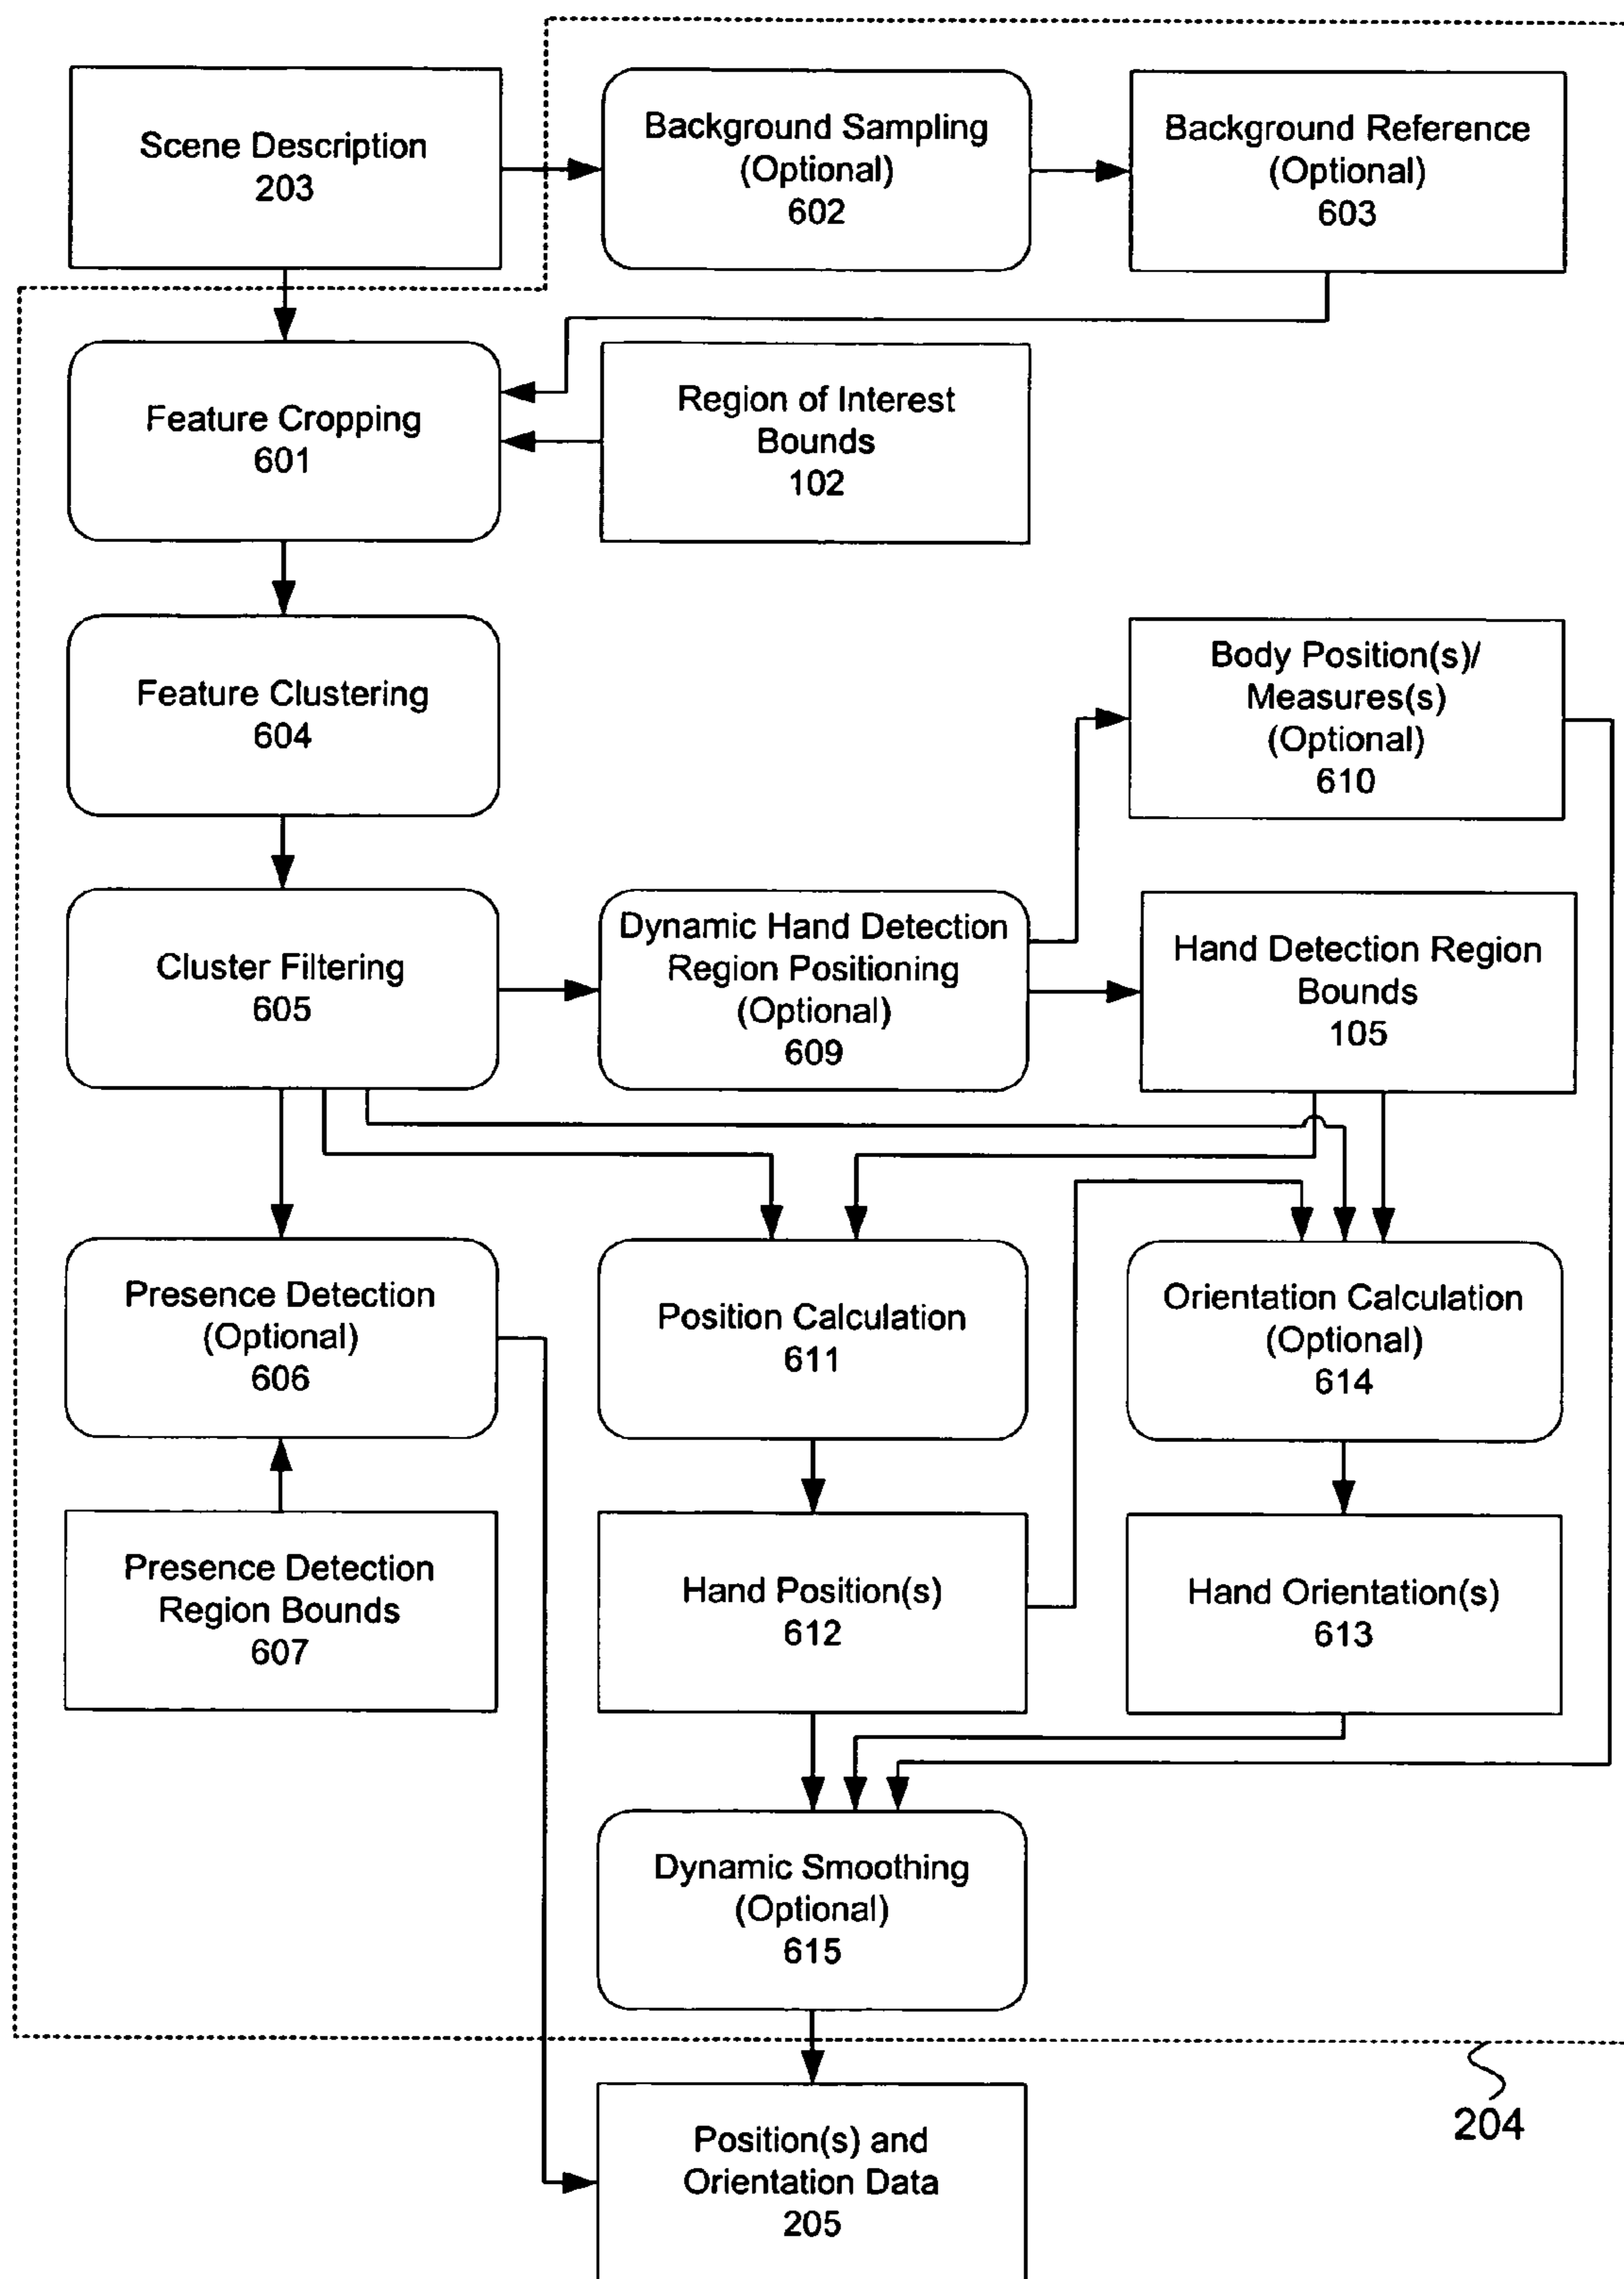 Scene Description
203
Background Sampling
(Optional)
602
Background Reference
(Optional)
603
Feature Cropping
601
Region of Interest
Bounds
102
Feature Clustering
604
Body Position(s)/
Measures(s)
(Optional)
610
Cluster Filtering
605
Dynamic Hand Detection
Region Positioning
(Optional)
609
Hand Detection Region
Bounds
105
Presence Detection
(Optional)
606
Position Calculation
611
Orientation Calculation
(Optional)
614
Presence Detection
Region Bounds
607
Hand Position(s)
612
Hand Orientation(s)
613
Dynamic Smoothing
(Optional)
615
204
Position(s) and
Orientation Data
205